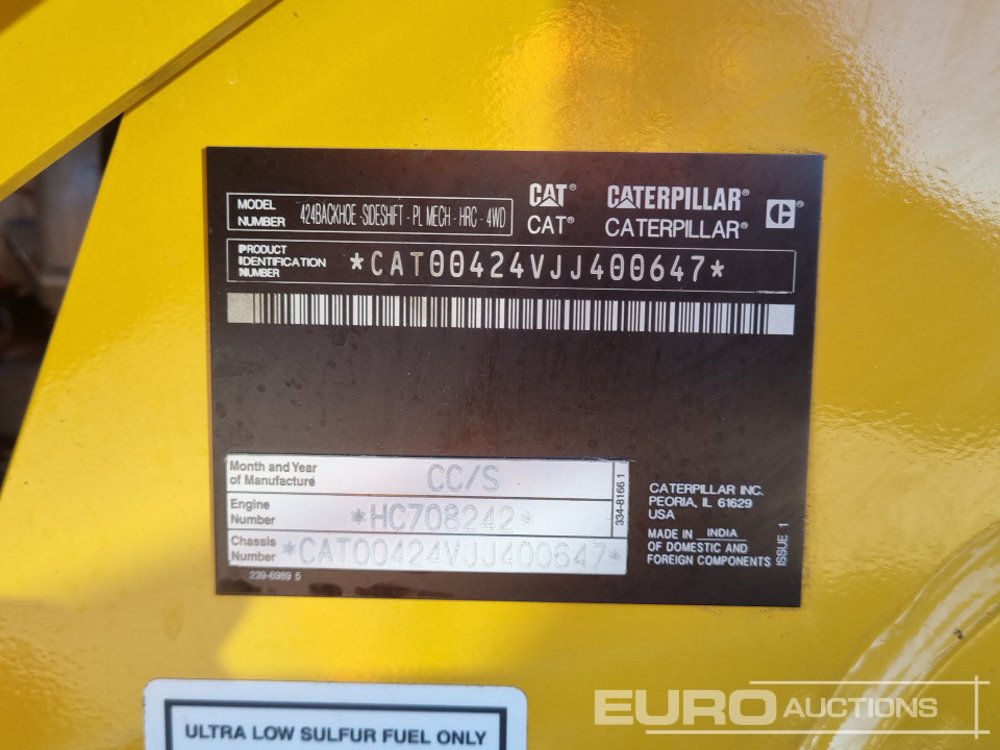 MODEL NUMBER 424BACKHOE -SIDESHIFT - PL MECH - HRC - 4WD
CAT® CATERPILLAR® C®
CAT® CATERPILLAR®
PRODUCT IDENTIFICATION NUMBER *CAT00424VJJ400647*
Month and Year of Manufacture CC/S
Engine Number *HC708242*
Chassis Number *CAT00424VJJ400647*
334-8166 1
239-6989 5
CATERPILLAR INC.
PEORIA, IL 61629
USA
MADE IN INDIA
OF DOMESTIC AND
FOREIGN COMPONENTS
ISSUE 1
ULTRA LOW SULFUR FUEL ONLY
EURO AUCTIONS